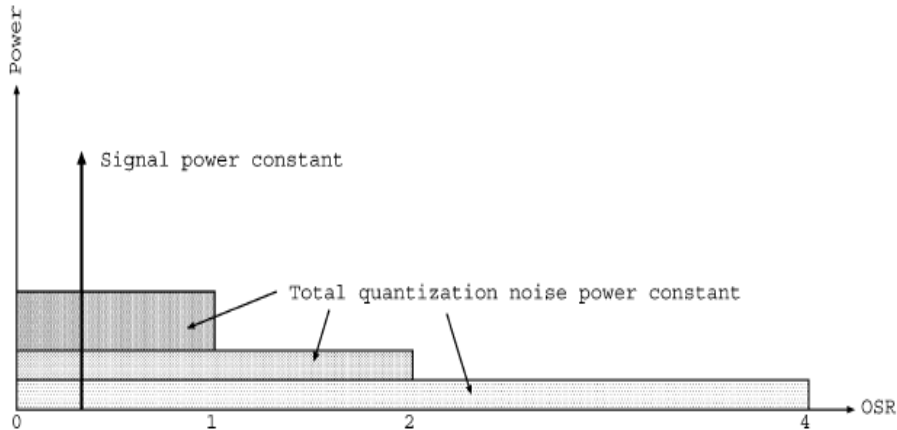 Power
Signal power constant
Total quantization noise power constant
OSR
0 1 2 4